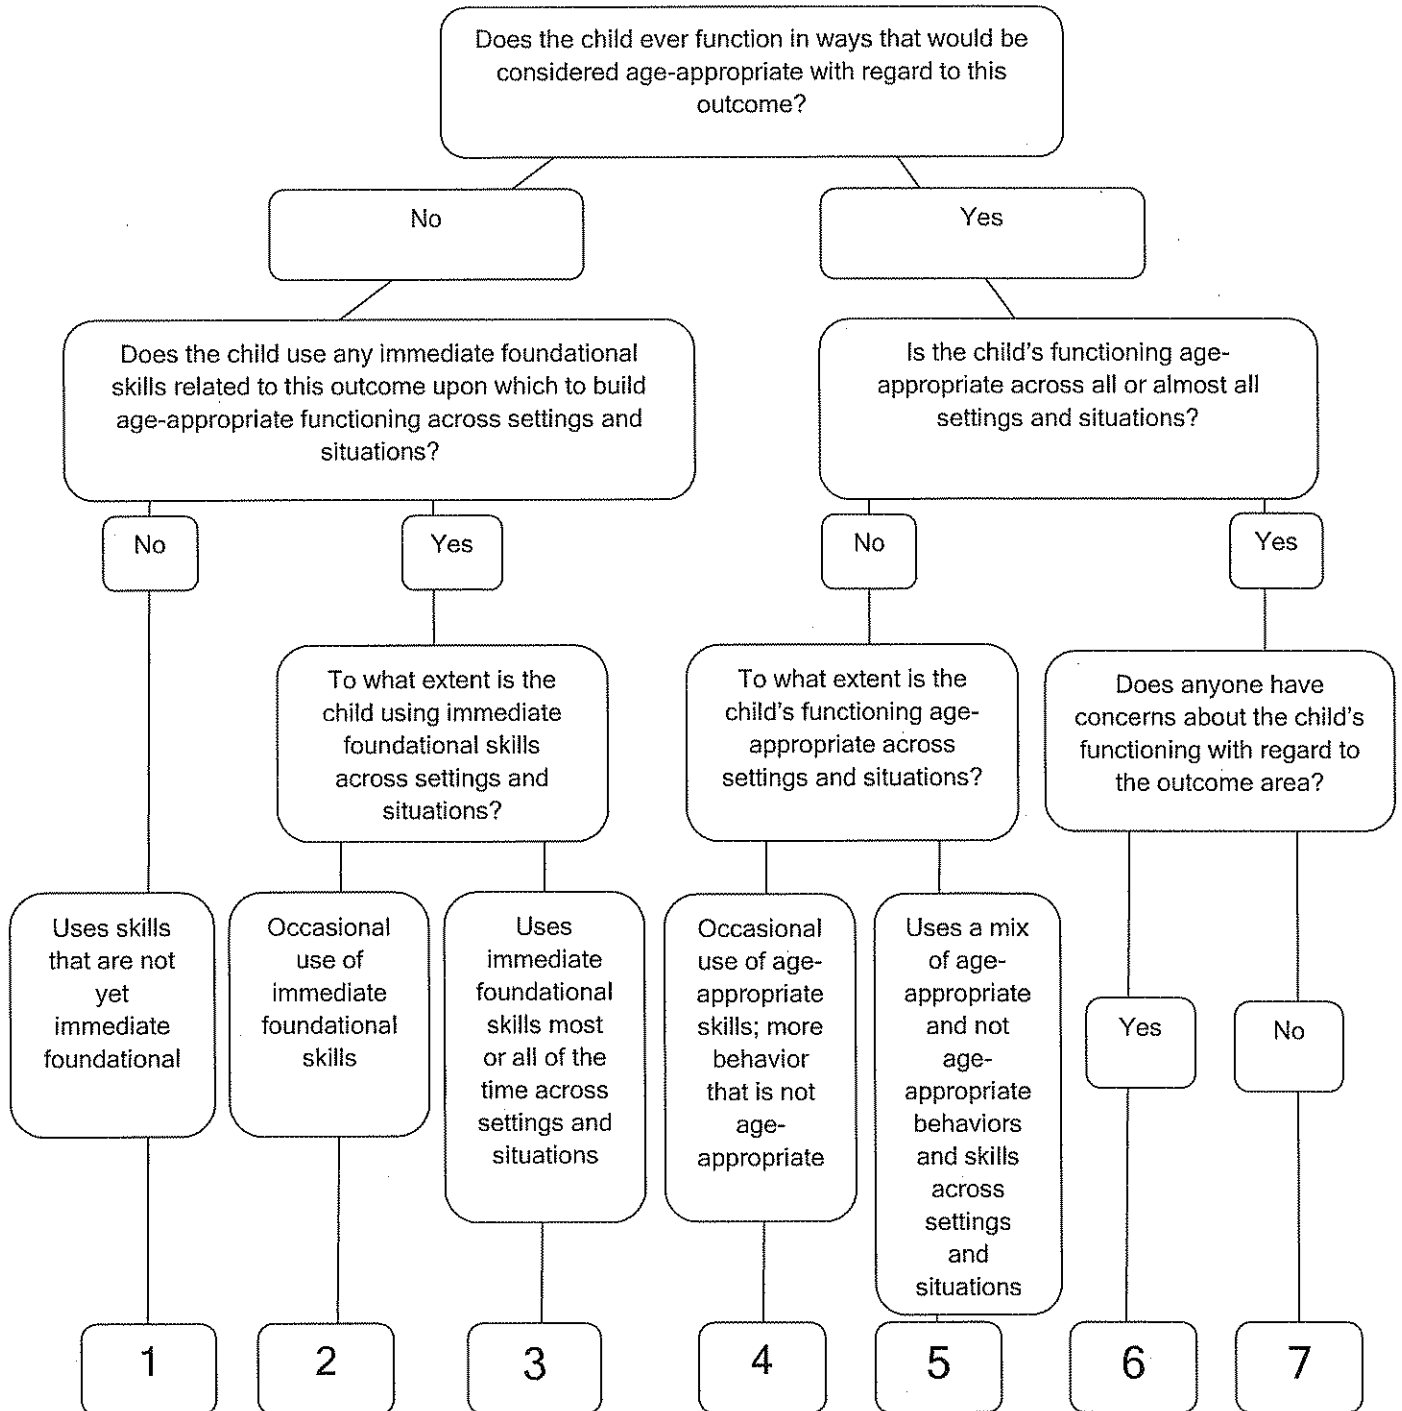 Does the child ever function in ways that would be
considered age-appropriate with regard to this
outcome?
No
Yes
Does the child use any immediate foundational
skills related to this outcome upon which to build
age-appropriate functioning across settings and
situations?
Is the child's functioning age-
appropriate across all or almost all
settings and situations?
No
Yes
No
Yes
To what extent is the
child using immediate
foundational skills
across settings and
situations?
To what extent is the
child's functioning age-
appropriate across
settings and situations?
Does anyone have
concerns about the child's
functioning with regard to
the outcome area?
Uses skills
that are not
yet
immediate
foundational
Occasional
use of
immediate
foundational
skills
Uses
immediate
foundational
skills most
or all of the
time across
settings and
situations
Occasional
use of age-
appropriate
skills; more
behavior
that is not
age-
appropriate
Uses a mix
of age-
appropriate
and not
age-
appropriate
behaviors
and skills
across
settings
and
situations
Yes
No
1
2
3
4
5
6
7